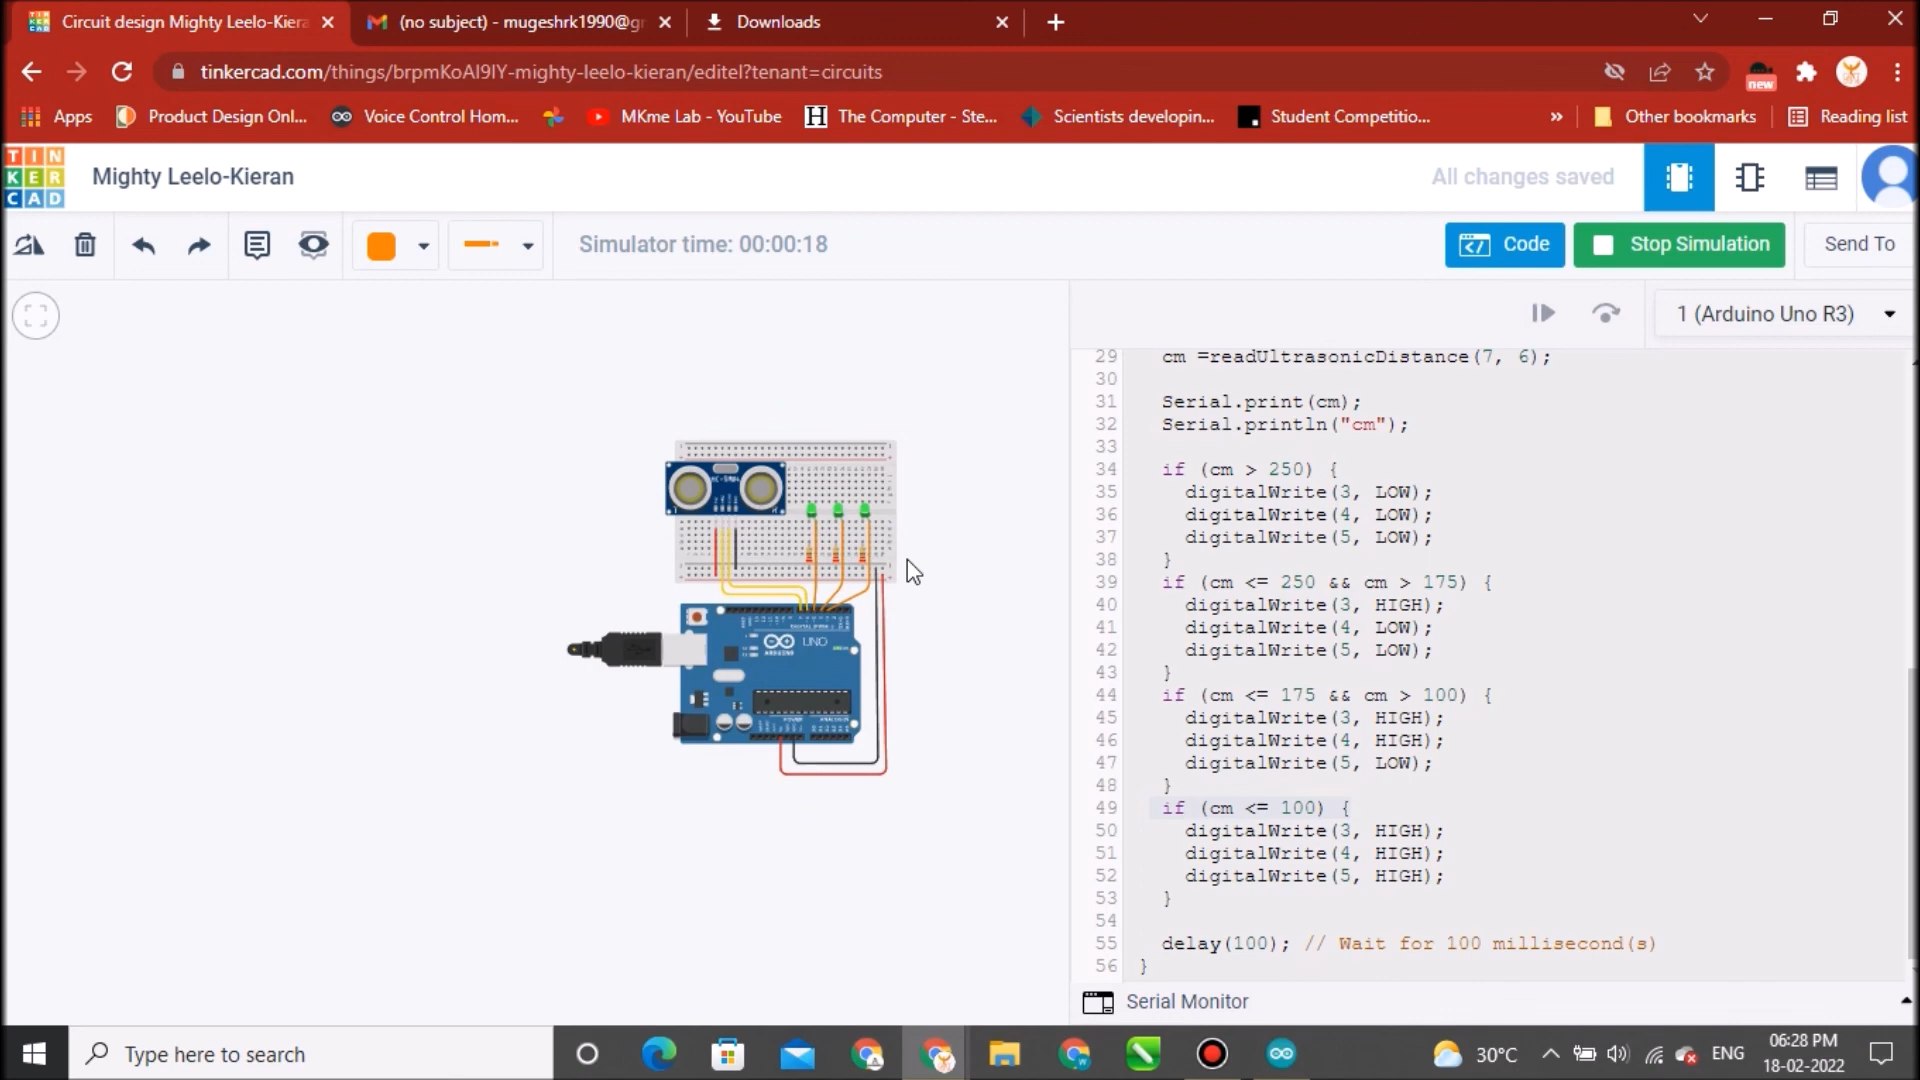 Circuit design Mighty Leelo-Kiera
(no subject) - mugeshrk1990@g
Downloads
tinkercad.com/things/brpmKoAl9lY-mighty-leelo-kieran/editel?tenant=circuits
new
Apps
Product Design Onl...
Voice Control Hom...
MKme Lab - YouTube
H
The Computer - Ste...
Scientists developin...
Student Competitio...
»
Other bookmarks
Reading list
TIN
KER
CAD
Mighty Leelo-Kieran
All changes saved
Simulator time: 00:00:18
Code
Stop Simulation
Send To
1 (Arduino Uno R3)
29 cm =readUltrasonicDistance(7, 6);
30
31 Serial.print(cm);
32 Serial.println("cm");
33
34 if (cm > 250) {
35 digitalWrite(3, LOW);
36 digitalWrite(4, LOW);
37 digitalWrite(5, LOW);
38 }
39 if (cm <= 250 && cm > 175) {
40 digitalWrite(3, HIGH);
41 digitalWrite(4, LOW);
42 digitalWrite(5, LOW);
43 }
44 if (cm <= 175 && cm > 100) {
45 digitalWrite(3, HIGH);
46 digitalWrite(4, HIGH);
47 digitalWrite(5, LOW);
48 }
49 if (cm <= 100) {
50 digitalWrite(3, HIGH);
51 digitalWrite(4, HIGH);
52 digitalWrite(5, HIGH);
53 }
54
55 delay(100); // Wait for 100 millisecond(s)
56 }
UNO
ARDUINO
Serial Monitor
Type here to search
30°C
ENG
06:28 PM
18-02-2022